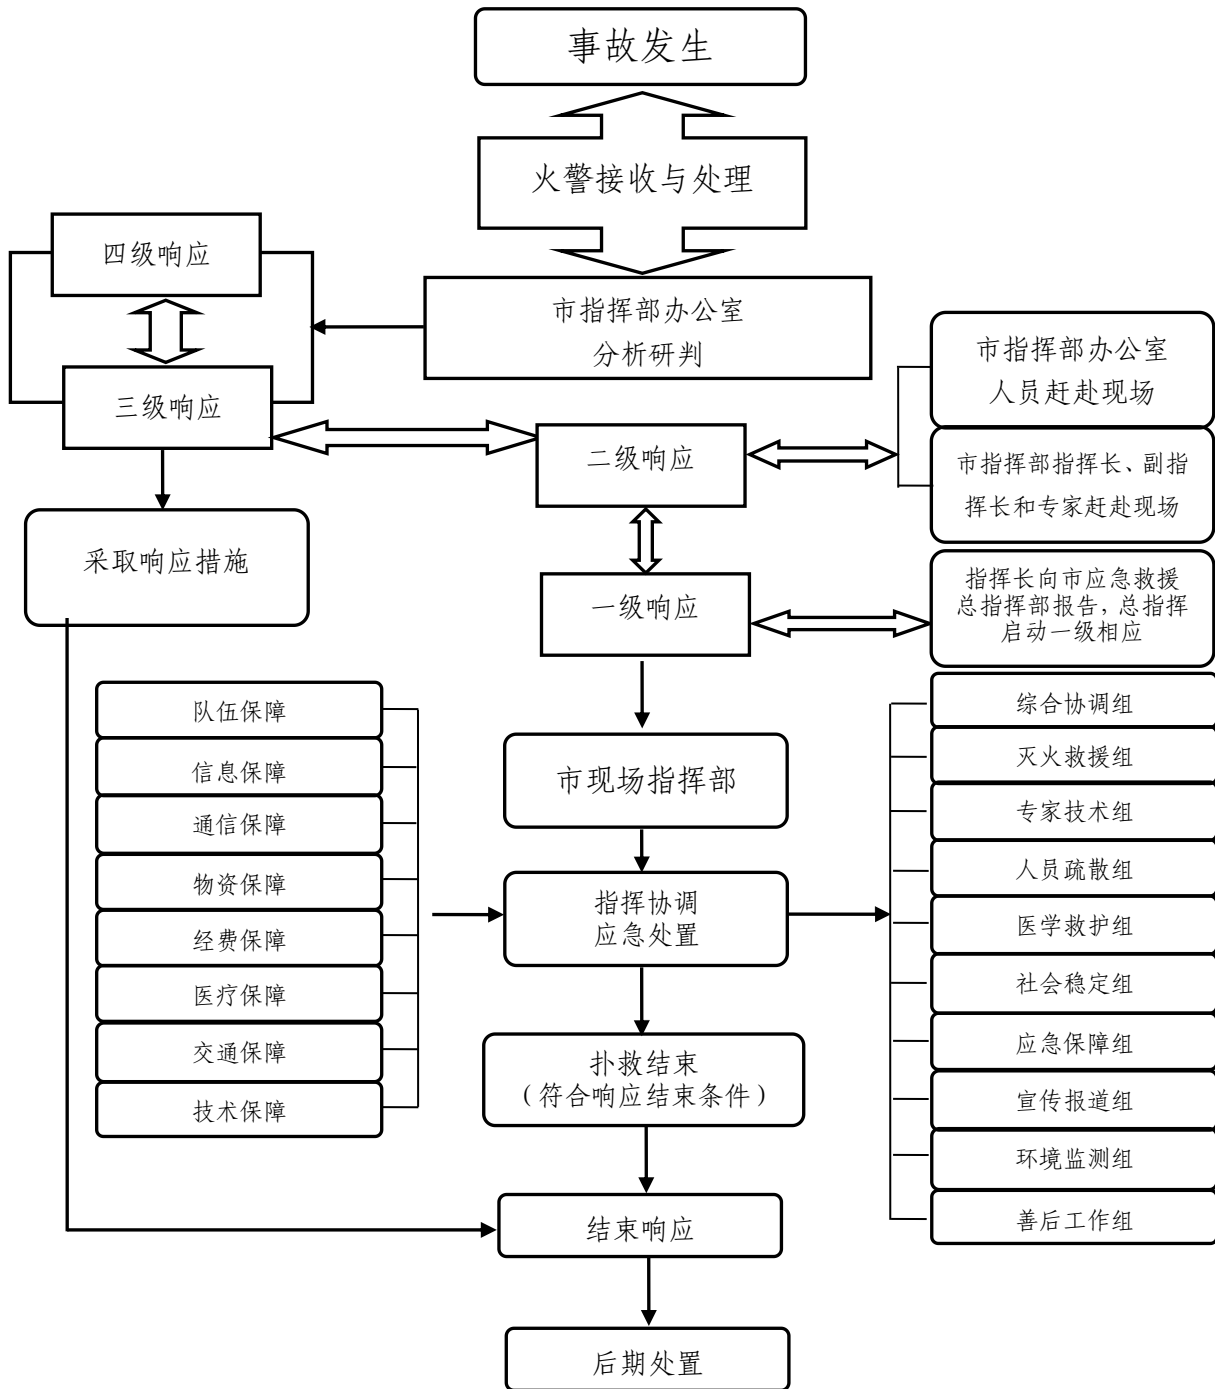 事故发生
火警接收与处理
四级响应
市指挥部办公室
分析研判
市指挥部办公室
人员赶赴现场
三级响应
二级响应
市指挥部指挥长、副指
挥长和专家赶赴现场
采取响应措施
一级响应
指挥长向市应急救援
总指挥部报告，总指挥
启动一级相应
队伍保障
信息保障
通信保障
物资保障
经费保障
医疗保障
交通保障
技术保障
市现场指挥部
指挥协调
应急处置
扑救结束
（符合响应结束条件）
结束响应
后期处置
综合协调组
灭火救援组
专家技术组
人员疏散组
医学救护组
社会稳定组
应急保障组
宣传报道组
环境监测组
善后工作组